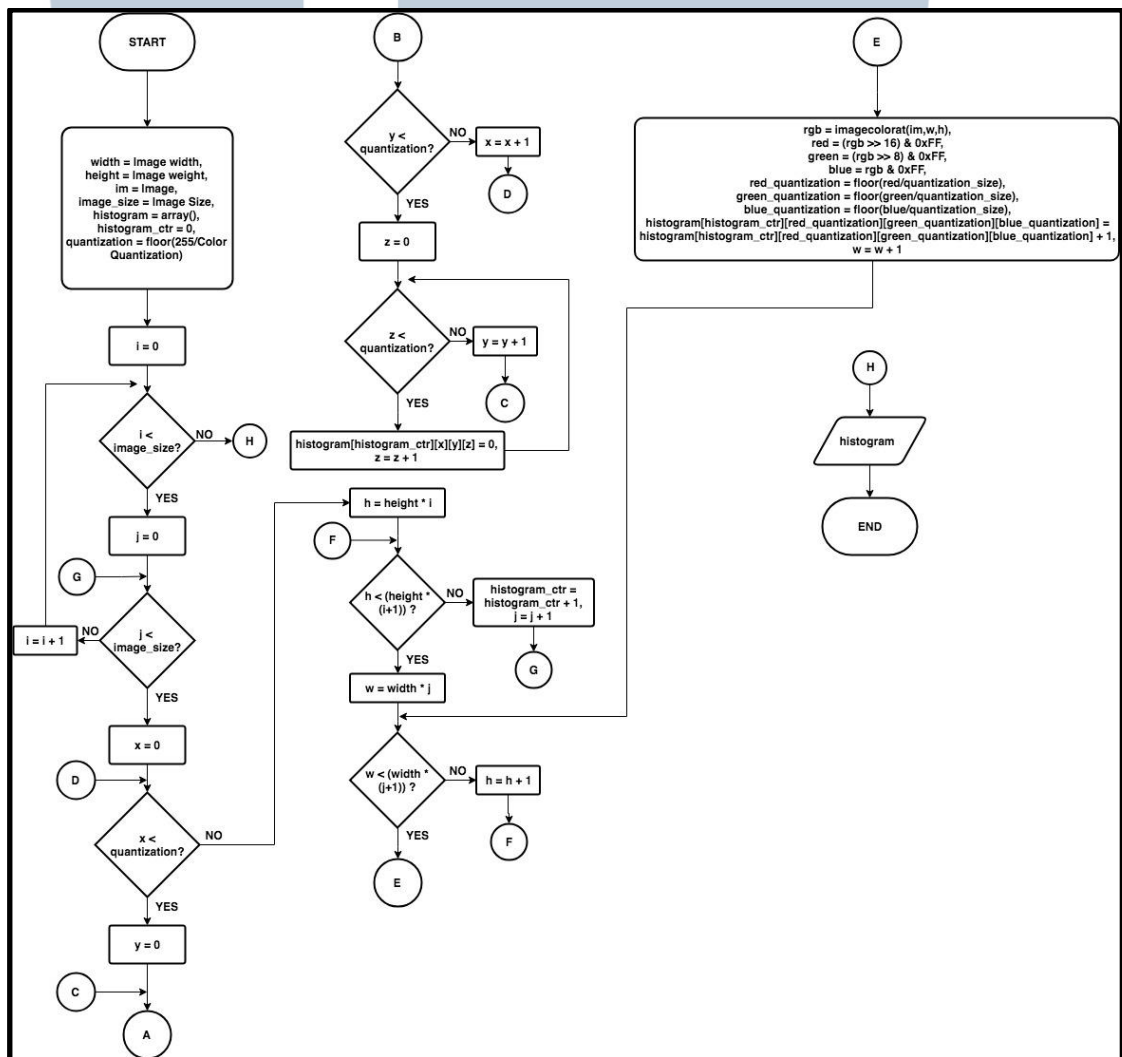 START
width = Image width,
height = Image weight,
im = Image,
image_size = Image Size,
histogram = array(),
histogram_ctr = 0,
quantization = floor(255/Color
Quantization)
i = 0
i <
image_size?
NO
H
YES
j = 0
G
j <
image_size?
NO
i = i + 1
YES
x = 0
D
x <
quantization?
NO
YES
y = 0
C
A
B
y <
quantization?
NO
x = x + 1
D
YES
z = 0
z <
quantization?
NO
y = y + 1
C
YES
histogram[histogram_ctr][x][y][z] = 0,
z = z + 1
h = height * i
F
h < (height *
(i+1)) ?
NO
histogram_ctr =
histogram_ctr + 1,
j = j + 1
G
YES
w = width * j
w < (width *
(j+1)) ?
NO
h = h + 1
F
YES
E
E
rgb = imagecolorat(im,w,h),
red = (rgb >> 16) & 0xFF,
green = (rgb >> 8) & 0xFF,
blue = rgb & 0xFF,
red_quantization = floor(red/quantization_size),
green_quantization = floor(green/quantization_size),
blue_quantization = floor(blue/quantization_size),
histogram[histogram_ctr][red_quantization][green_quantization][blue_quantization] =
histogram[histogram_ctr][red_quantization][green_quantization][blue_quantization] + 1,
w = w + 1
H
histogram
END